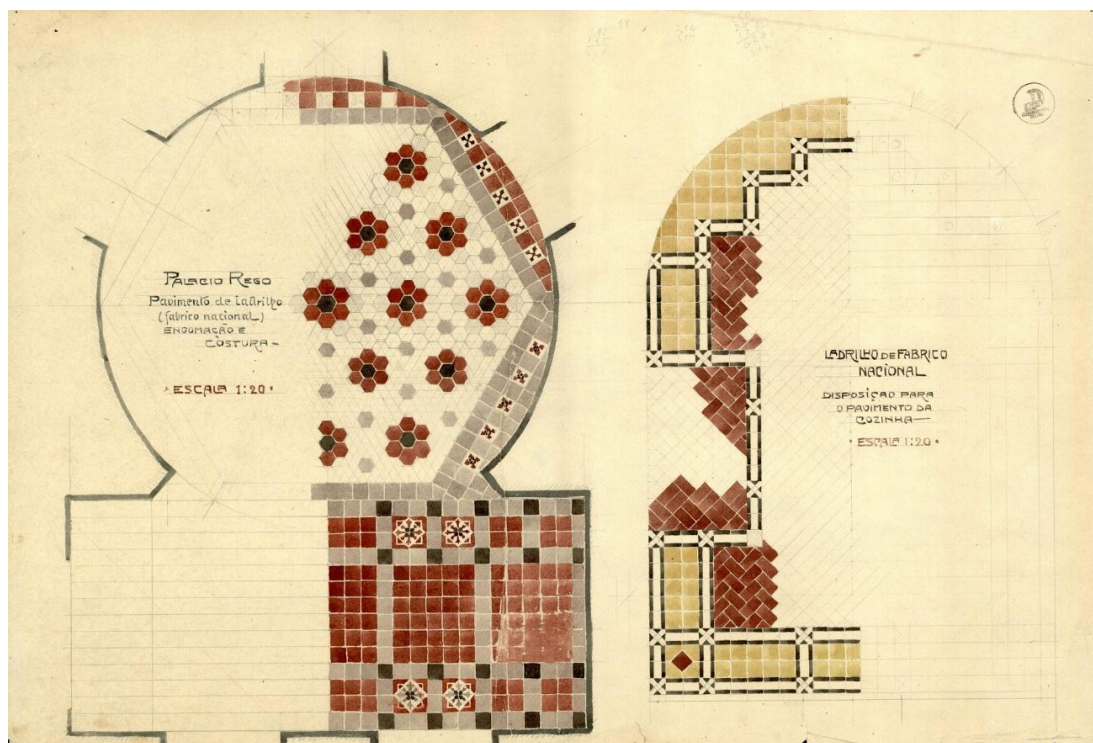 PALACIO REGO
Pavimento de Ladrilho
(fabrico nacional)
ENGOMAÇÃO E
COSTURA-
ESCALA 1:20
LADRILHO DE FABRICO
NACIONAL
DISPOSIÇÃO PARA
O PAVIMENTO DA
COZINHA
ESCALA 1:20